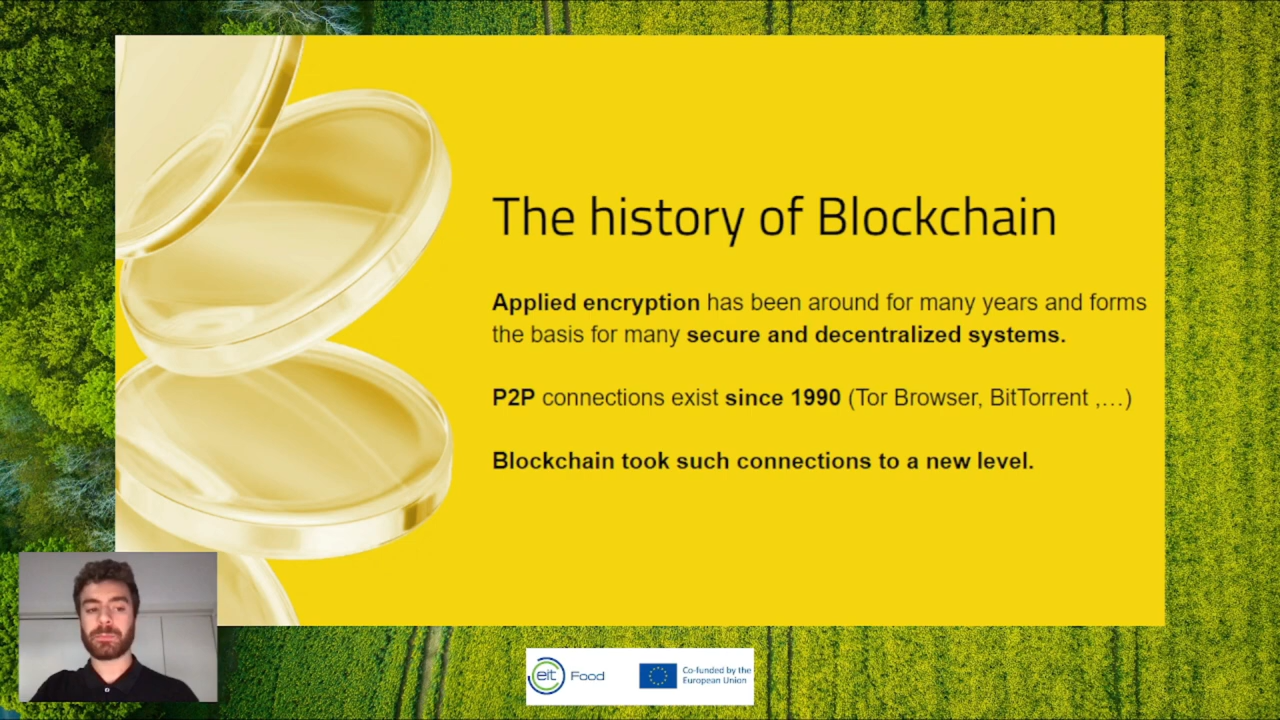 The history of Blockchain
Applied encryption has been around for many years and forms
the basis for many secure and decentralized systems.
P2P connections exist since 1990 (Tor Browser, BitTorrent ,…)
Blockchain took such connections to a new level.
eit Food
Co-funded by the
European Union